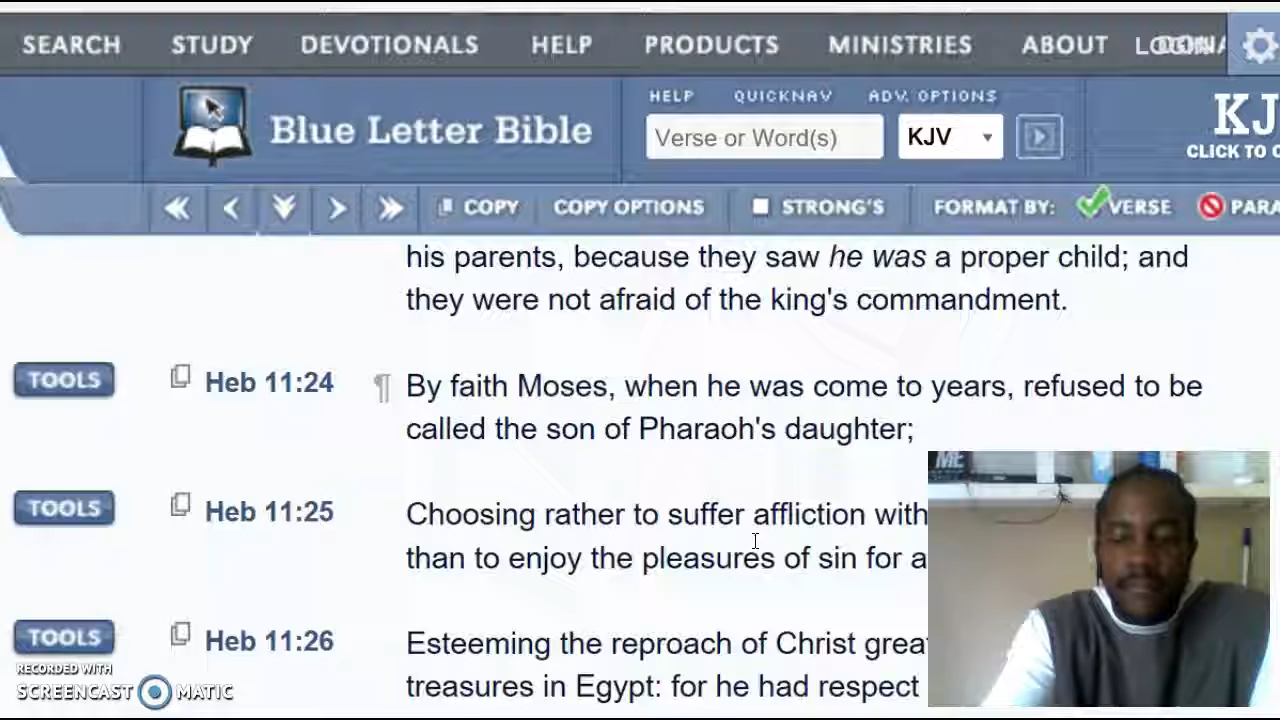 SEARCH STUDY DEVOTIONALS HELP PRODUCTS MINISTRIES ABOUT
HELP QUICKNAV ADV. OPTIONS
Blue Letter Bible Verse or Word(s) KJV KJ
CLICK TO C
COPY COPY OPTIONS STRONG'S FORMAT BY: VERSE PARA
his parents, because they saw he was a proper child; and
they were not afraid of the king's commandment.
TOOLS Heb 11:24 ¶ By faith Moses, when he was come to years, refused to be
called the son of Pharaoh's daughter;
ME
TOOLS Heb 11:25 Choosing rather to suffer affliction with
than to enjoy the pleasures of sin for a
TOOLS Heb 11:26 Esteeming the reproach of Christ grea
treasures in Egypt: for he had respect
RECORDED WITH
SCREENCAST MATIC